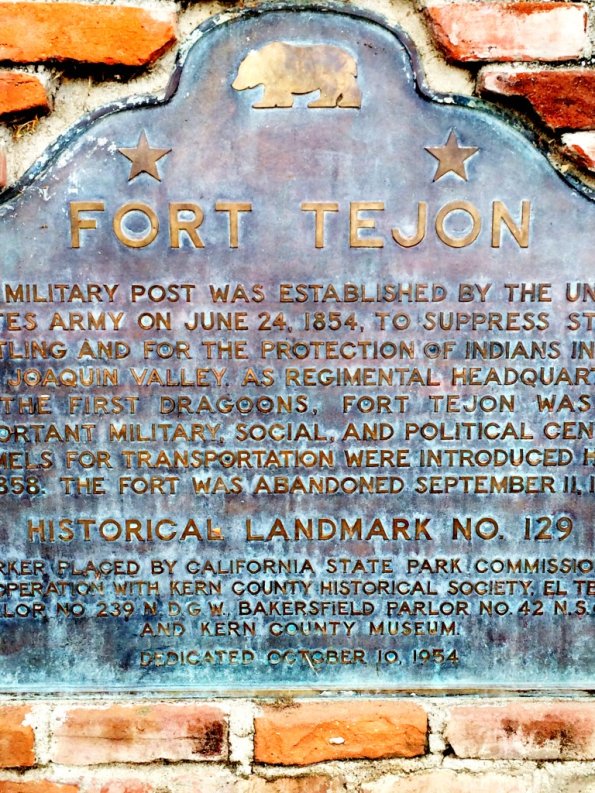 FORT TEJON
MILITARY POST WAS ESTABLISHED BY THE UN
TES ARMY ON JUNE 24, 1854, TO SUPPRESS ST
TLING AND FOR THE PROTECTION OF INDIANS IN
JOAQUIN VALLEY. AS REGIMENTAL HEADQUART
THE FIRST DRAGOONS, FORT TEJON WAS
ORTANT MILITARY, SOCIAL, AND POLITICAL CEN
MELS FOR TRANSPORTATION WERE INTRODUCED H
858. THE FORT WAS ABANDONED SEPTEMBER 11, 1
HISTORICAL LANDMARK NO. 129
RKER PLACED BY CALIFORNIA STATE PARK COMMISSION
OPERATION WITH KERN COUNTY HISTORICAL SOCIETY, EL TE
LOR NO. 239 N.D.G.W., BAKERSFIELD PARLOR NO. 42 N.S.
AND KERN COUNTY MUSEUM.
DEDICATED OCTOBER 10, 1954